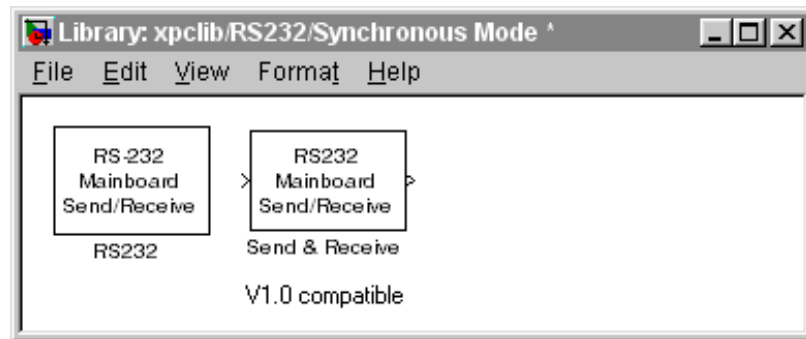 Library: xpclib/RS232/Synchronous Mode *
File Edit View Format Help
RS-232
Mainboard
Send/Receive
RS232
RS232
Mainboard
Send/Receive
Send & Receive
V1.0 compatible